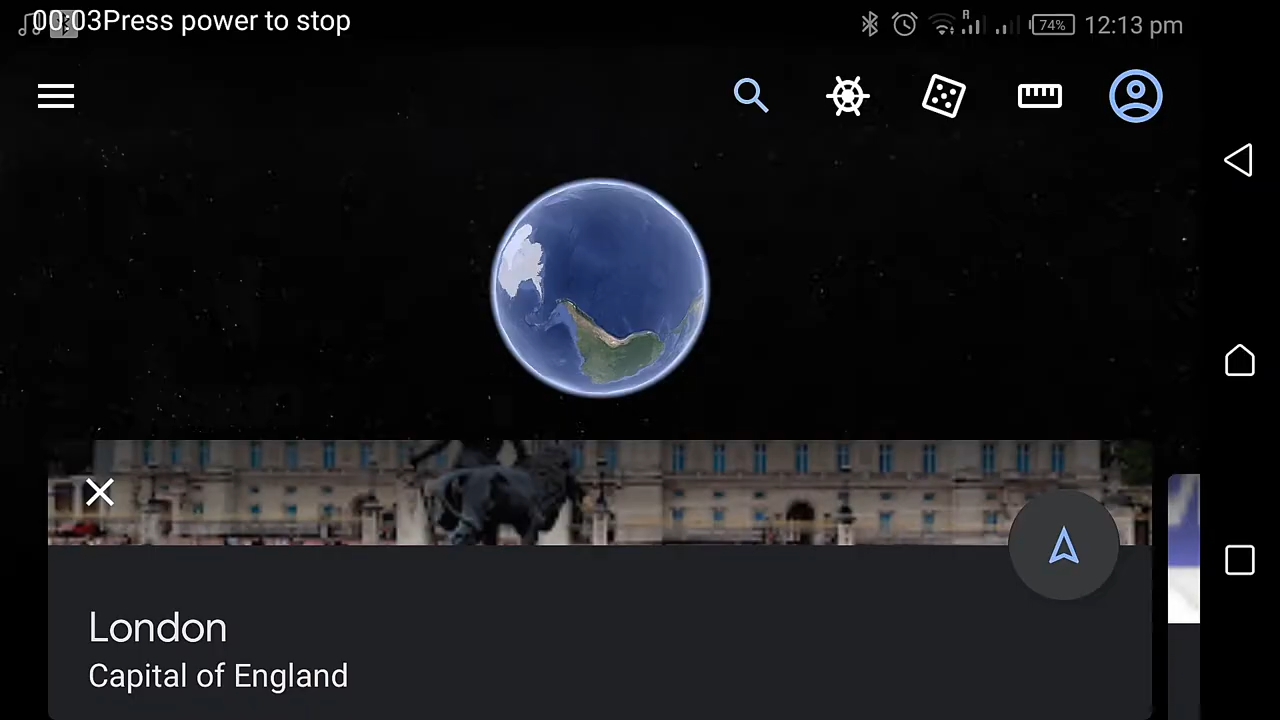 00:03Press power to stop
74%
12:13 pm
R
London
Capital of England